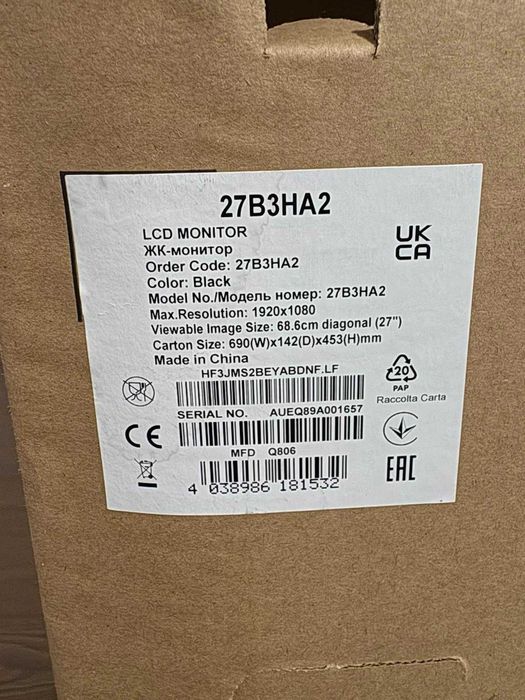 27B3HA2
LCD MONITOR
ЖК-монитор
Order Code: 27B3HA2
Color: Black
Model No./Модель номер: 27B3HA2
Max.Resolution: 1920x1080
Viewable Image Size: 68.6cm diagonal (27")
Carton Size: 690(W)x142(D)x453(H)mm
Made in China
HF3JMS2BEYABDNF.LF
SERIAL NO. AUEQ89A001657
MFD Q806
4 038986 181532
UK
CA
20
PAP
Raccolta Carta
CE
EAC